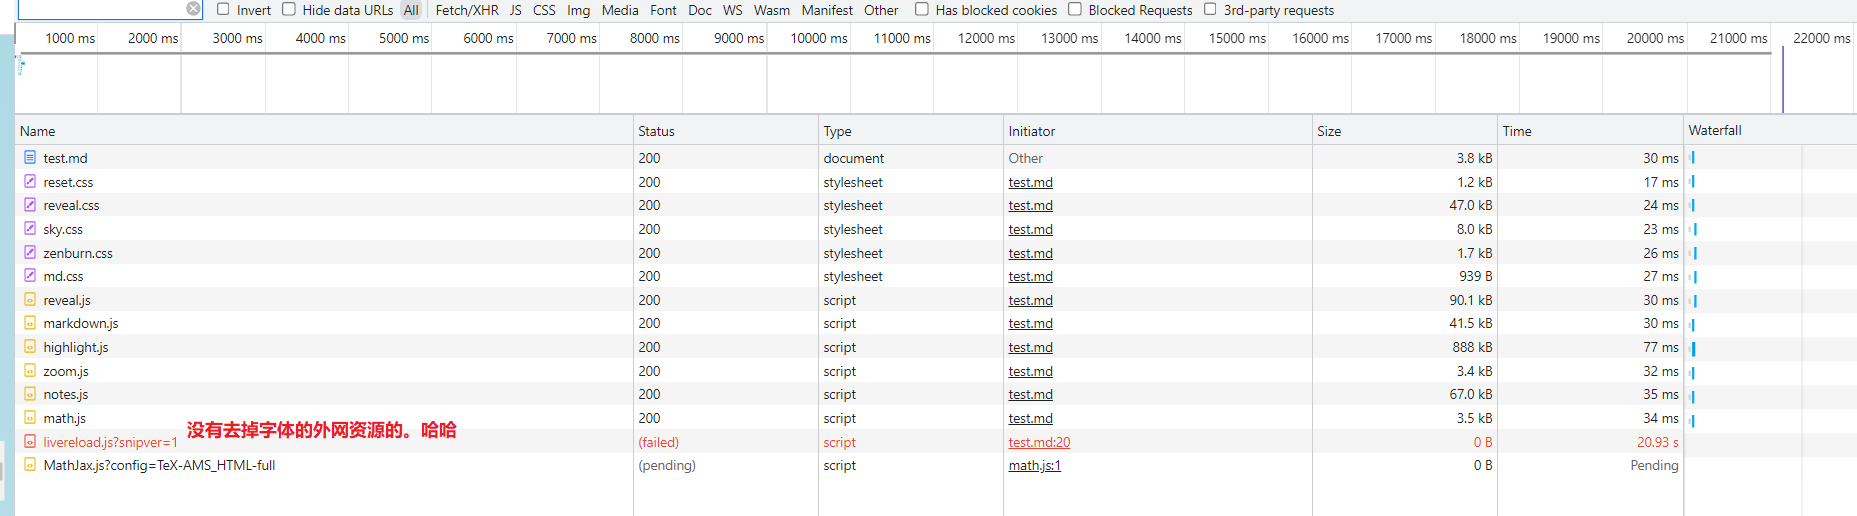 Invert Hide data URLs All Fetch/XHR JS CSS Img Media Font Doc WS Wasm Manifest Other Has blocked cookies Blocked Requests 3rd-party requests
1000 ms 2000 ms 3000 ms 4000 ms 5000 ms 6000 ms 7000 ms 8000 ms 9000 ms 10000 ms 11000 ms 12000 ms 13000 ms 14000 ms 15000 ms 16000 ms 17000 ms 18000 ms 19000 ms 20000 ms 21000 ms 22000 ms
Name Status Type Initiator Size Time Waterfall
test.md 200 document Other 3.8 kB 30 ms
reset.css 200 stylesheet test.md 1.2 kB 17 ms
reveal.css 200 stylesheet test.md 47.0 kB 24 ms
sky.css 200 stylesheet test.md 8.0 kB 23 ms
zenburn.css 200 stylesheet test.md 1.7 kB 26 ms
md.css 200 stylesheet test.md 939 B 27 ms
reveal.js 200 script test.md 90.1 kB 30 ms
markdown.js 200 script test.md 41.5 kB 30 ms
highlight.js 200 script test.md 888 kB 77 ms
zoom.js 200 script test.md 3.4 kB 32 ms
notes.js 200 script test.md 67.0 kB 35 ms
math.js 200 script test.md 3.5 kB 34 ms
没有去掉字体的外网资源的。哈哈
livereload.js?snipver=1 (failed) script test.md:20 0 B 20.93 s
MathJax.js?config=TeX-AMS_HTML-full (pending) script math.js:1 0 B Pending